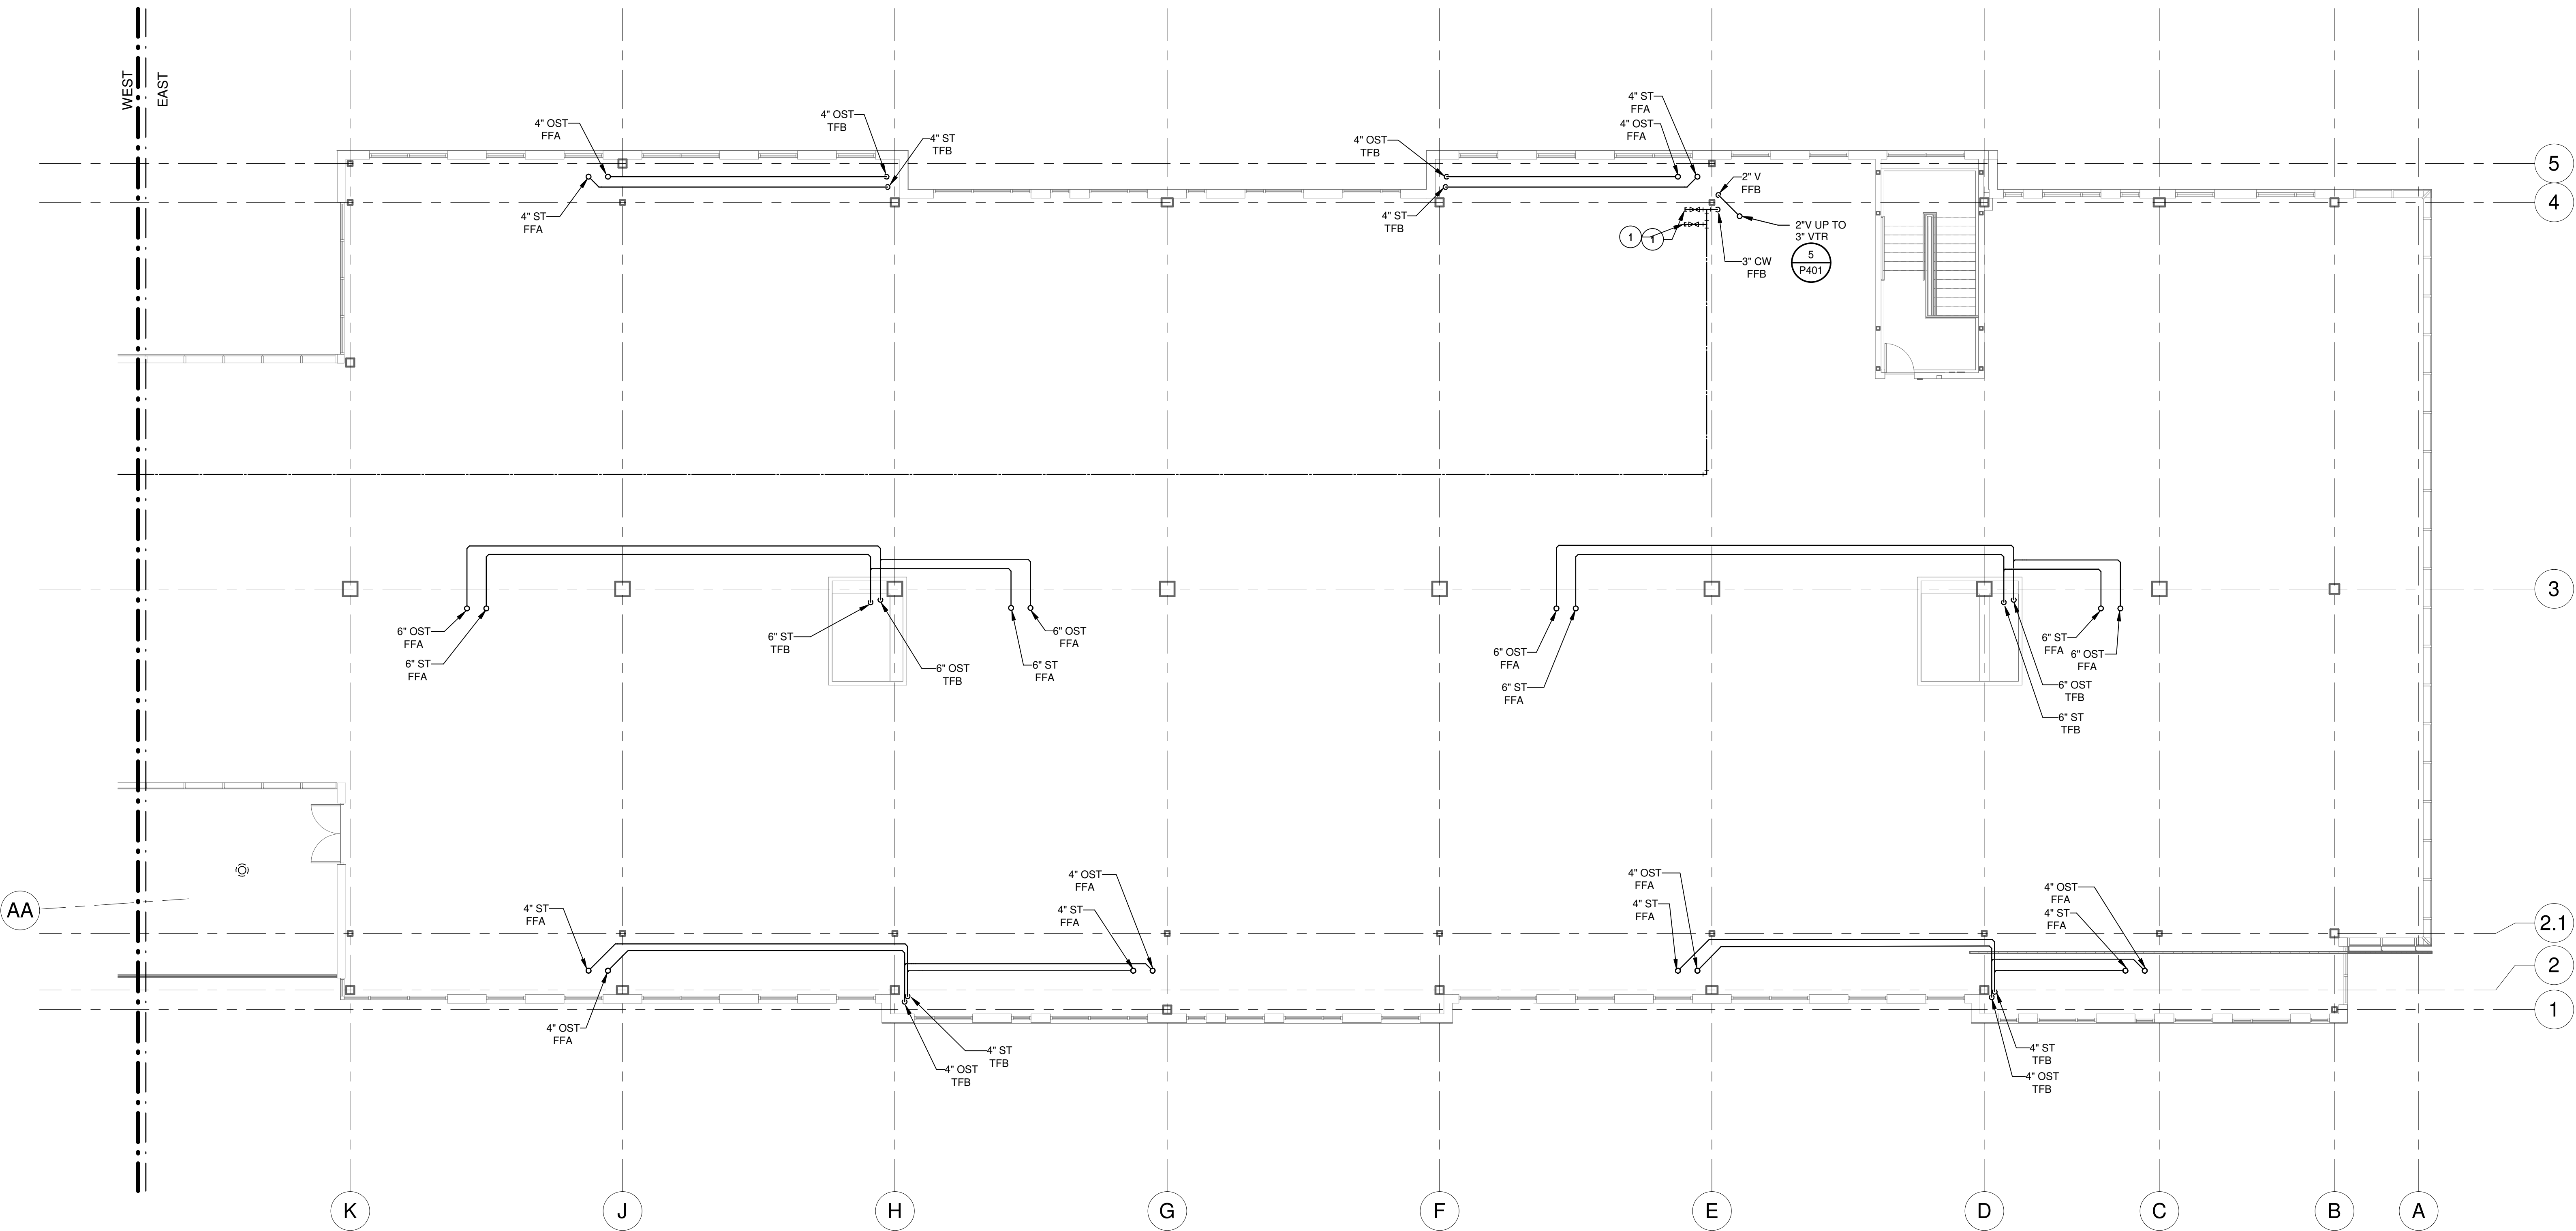 WEST
EAST
4" OST
FFA
4" OST
TFB
4" ST
TFB
4" ST
FFA
4" OST
TFB
4" ST
TFB
4" ST
FFA
4" OST
FFA
2" V
FFB
2"V UP TO
3" VTR
5
P401
3" CW
FFB
1
1
5
4
3
6" OST
FFA
6" ST
FFA
6" ST
TFB
6" OST
TFB
6" OST
FFA
6" ST
FFA
6" OST
FFA
6" ST
FFA
6" ST
FFA
6" OST
FFA
6" OST
TFB
6" ST
TFB
AA
4" ST
FFA
4" OST
FFA
4" OST
FFA
4" ST
FFA
4" ST
TFB
4" OST
TFB
4" OST
FFA
4" ST
FFA
4" OST
FFA
4" ST
FFA
4" ST
TFB
4" OST
TFB
2.1
2
1
K
J
H
G
F
E
D
C
B
A